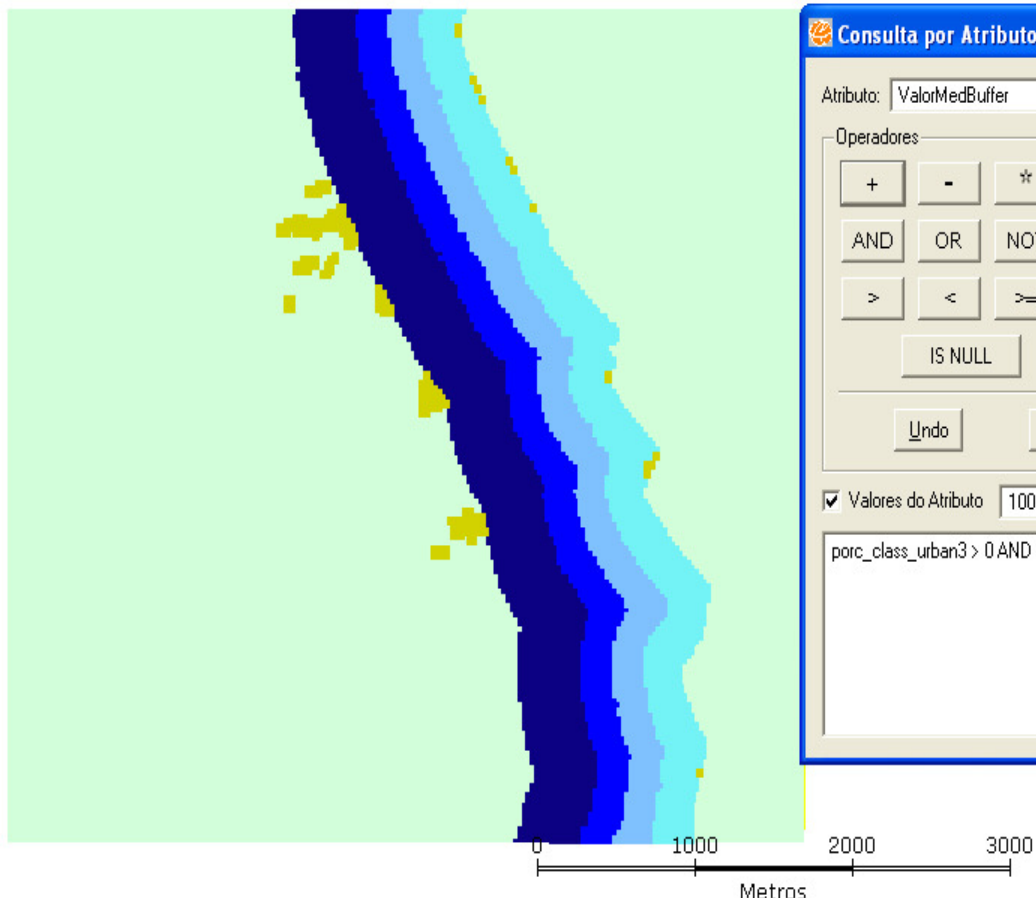 Consulta por Atributo
Atributo: ValorMedBuffer
Operadores
+ - *
AND OR
> < >=
IS NULL
Undo
Valores do Atributo 100
porc_class_urban3 > 0 AND
0 1000 2000 3000
Metros